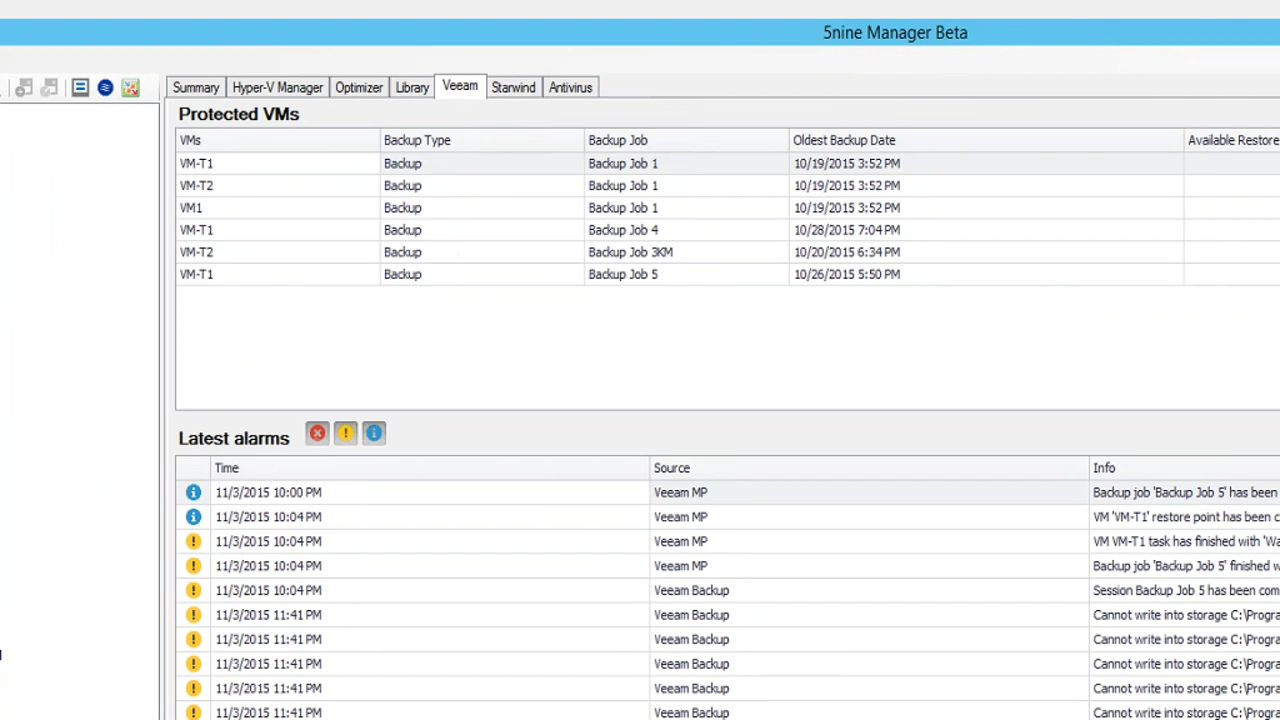 5nine Manager Beta
Summary Hyper-V Manager Optimizer Library Veeam Starwind Antivirus
Protected VMs
VMs Backup Type Backup Job Oldest Backup Date Available Restore
VM-T1 Backup Backup Job 1 10/19/2015 3:52 PM
VM-T2 Backup Backup Job 1 10/19/2015 3:52 PM
VM1 Backup Backup Job 1 10/19/2015 3:52 PM
VM-T1 Backup Backup Job 4 10/28/2015 7:04 PM
VM-T2 Backup Backup Job 3KM 10/20/2015 6:34 PM
VM-T1 Backup Backup Job 5 10/26/2015 5:50 PM
Latest alarms
Time Source Info
11/3/2015 10:00 PM Veeam MP Backup job 'Backup Job 5' has been
11/3/2015 10:04 PM Veeam MP VM 'VM-T1' restore point has been c
11/3/2015 10:04 PM Veeam MP VM VM-T1 task has finished with 'Wa
11/3/2015 10:04 PM Veeam MP Backup job 'Backup Job 5' finished w
11/3/2015 10:04 PM Veeam Backup Session Backup Job 5 has been com
11/3/2015 11:41 PM Veeam Backup Cannot write into storage C:\Progra
11/3/2015 11:41 PM Veeam Backup Cannot write into storage C:\Progra
11/3/2015 11:41 PM Veeam Backup Cannot write into storage C:\Progra
11/3/2015 11:41 PM Veeam Backup Cannot write into storage C:\Progra
11/3/2015 11:41 PM Veeam Backup Cannot write into storage C:\Progra